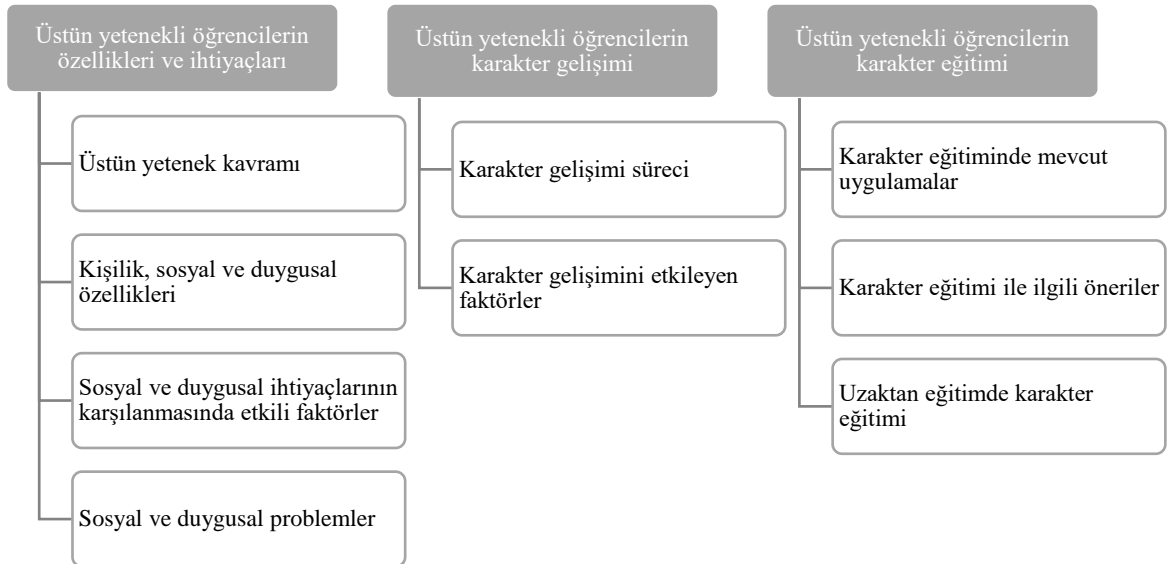 Üstün yetenekli öğrencilerin
özellikleri ve ihtiyaçları
Üstün yetenek kavramı
Kişilik, sosyal ve duygusal
özellikleri
Sosyal ve duygusal ihtiyaçlarının
karşılanmasında etkili faktörler
Sosyal ve duygusal problemler
Üstün yetenekli öğrencilerin
karakter gelişimi
Karakter gelişimi süreci
Karakter gelişimini etkileyen
faktörler
Üstün yetenekli öğrencilerin
karakter eğitimi
Karakter eğitiminde mevcut
uygulamalar
Karakter eğitimi ile ilgili öneriler
Uzaktan eğitimde karakter
eğitimi